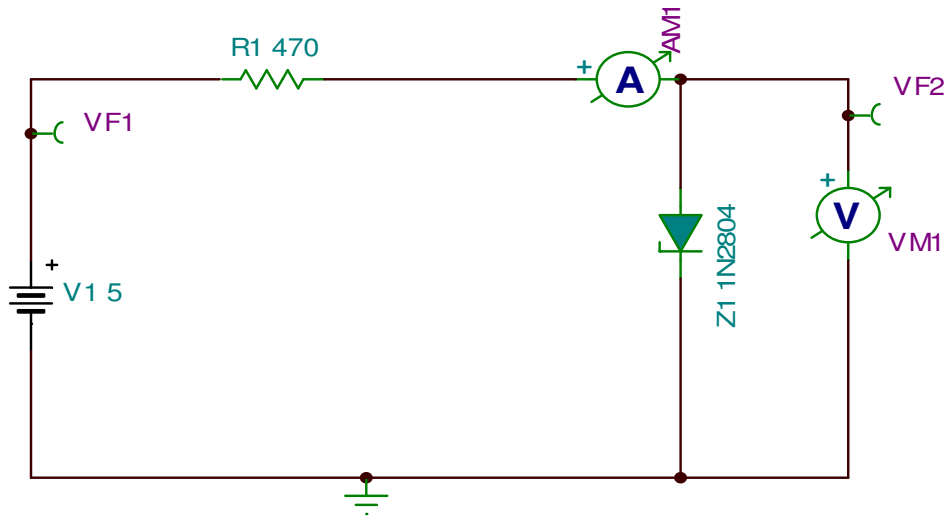 R1 470
+
A
AM1
VF1
VF2
+
V
VM1
Z1 1N2804
+
V1 5